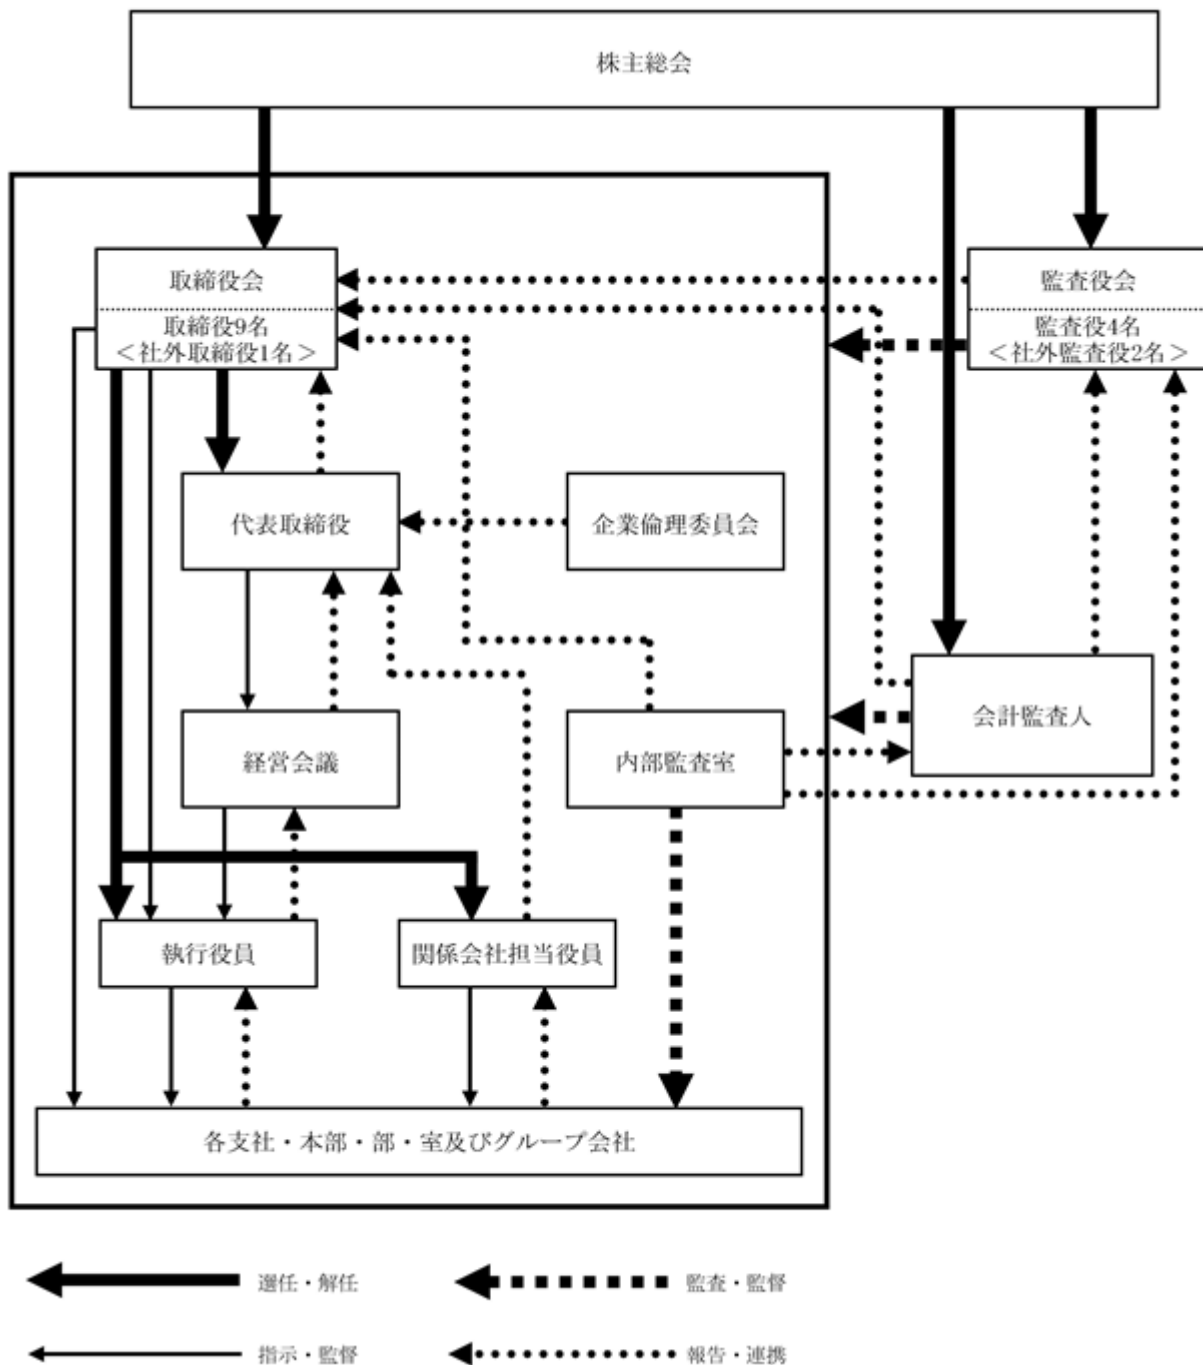 株主総会
取締役会
取締役9名
＜社外取締役1名＞
監査役会
監査役4名
＜社外監査役2名＞
代表取締役
企業倫理委員会
会計監査人
経営会議
内部監査室
執行役員
関係会社担当役員
各支社・本部・部・室及びグループ会社
選任・解任
監査・監督
指示・監督
報告・連携